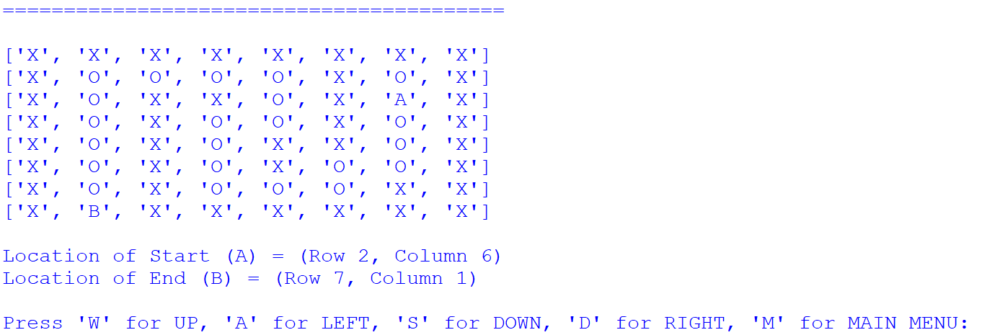 =========================================
['X', 'X', 'X', 'X', 'X', 'X', 'X', 'X']
['X', 'O', 'O', 'O', 'O', 'X', 'O', 'X']
['X', 'O', 'X', 'X', 'O', 'X', 'A', 'X']
['X', 'O', 'X', 'O', 'O', 'X', 'O', 'X']
['X', 'O', 'X', 'O', 'X', 'X', 'O', 'X']
['X', 'O', 'X', 'O', 'X', 'O', 'O', 'X']
['X', 'O', 'X', 'O', 'O', 'O', 'X', 'X']
['X', 'B', 'X', 'X', 'X', 'X', 'X', 'X']
Location of Start (A) = (Row 2, Column 6)
Location of End (B) = (Row 7, Column 1)
Press 'W' for UP, 'A' for LEFT, 'S' for DOWN, 'D' for RIGHT, 'M' for MAIN MENU: